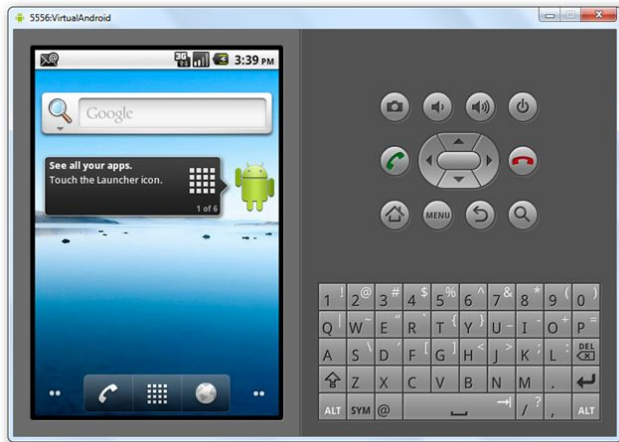 5556:VirtualAndroid
3G
3:39 PM
Google
See all your apps.
Touch the Launcher icon.
1 of 6
MENU
1 ! 2 @ 3 # 4 $ 5 % 6 ^ 7 & 8 * 9 ( 0 )
Q | W ~ E " R ` T { Y } U _ I - O + P =
A S \ D ' F [ G ] H < J > K ; L : DEL
Z X C V B N M .
ALT SYM @ / ? , ALT